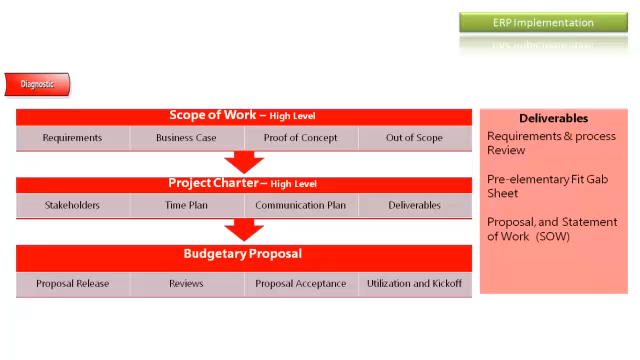 ERP Implementation
Diagnostic
Scope of Work – High Level
Requirements
Business Case
Proof of Concept
Out of Scope
Project Charter – High Level
Stakeholders
Time Plan
Communication Plan
Deliverables
Budgetary Proposal
Proposal Release
Reviews
Proposal Acceptance
Utilization and Kickoff
Deliverables
Requirements & process
Review
Pre-elementary Fit Gab
Sheet
Proposal, and Statement
of Work (SOW)